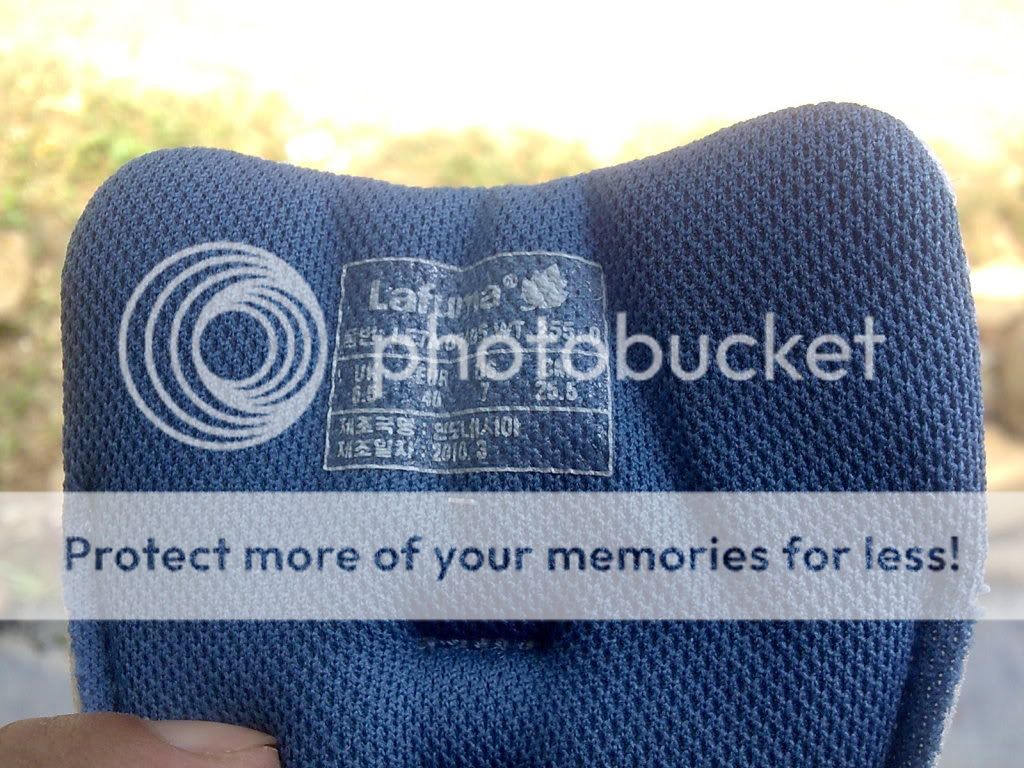 Lafuma®
photobucket
UK EUR
40 7 25.5
제조국명 : 인도네시아
제조일자 : 2010. 3
Protect more of your memories for less!